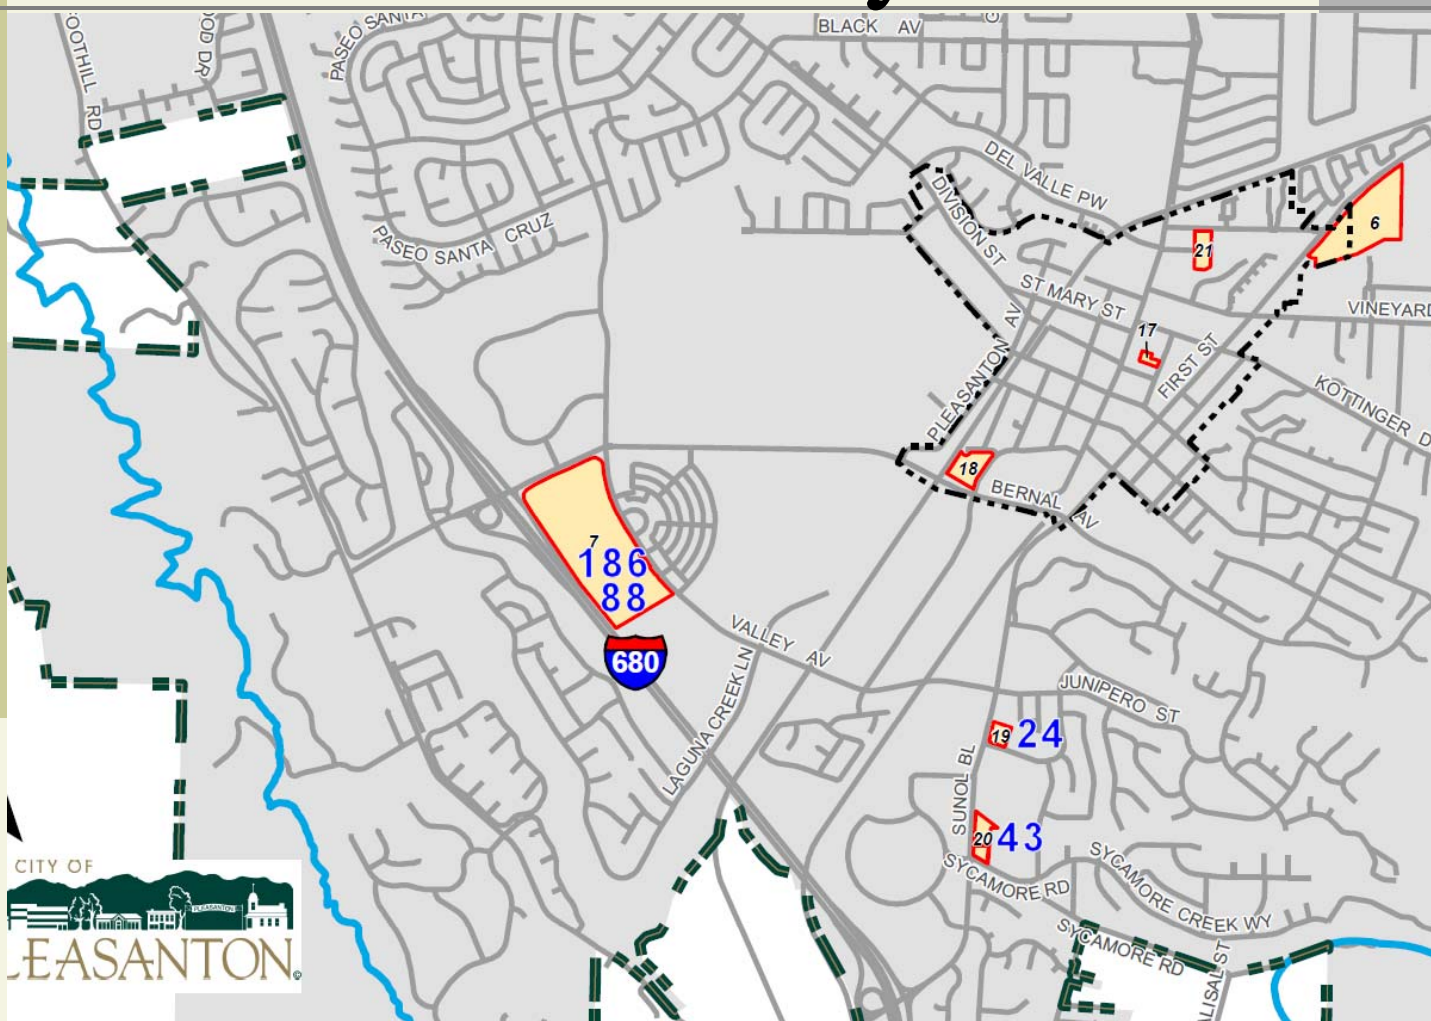 BLACK AV
PASEO SANTA
FOOTHILL RD
OOD DR
DEL VALLE PW
DIVISION ST
6
21
PASEO SANTA CRUZ
ST MARY ST
VINEYARD
17
PLEASANTON AV
FIRST ST
KOTTINGER D
18
BERNAL AV
7
186
88
680
VALLEY AV
JUNIPERO ST
LAGUNA CREEK LN
19 24
SUNOL BL
20 43
SYCAMORE RD
SYCAMORE CREEK WY
SYCAMORE RD
ALISAL ST
CITY OF
PLEASANTON
LEASANTON